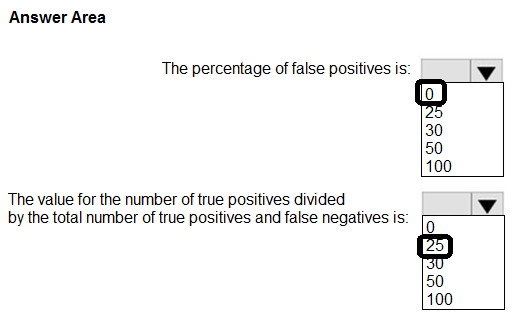 Answer Area
The percentage of false positives is:
0
25
30
50
100
The value for the number of true positives divided
by the total number of true positives and false negatives is:
0
25
30
50
100